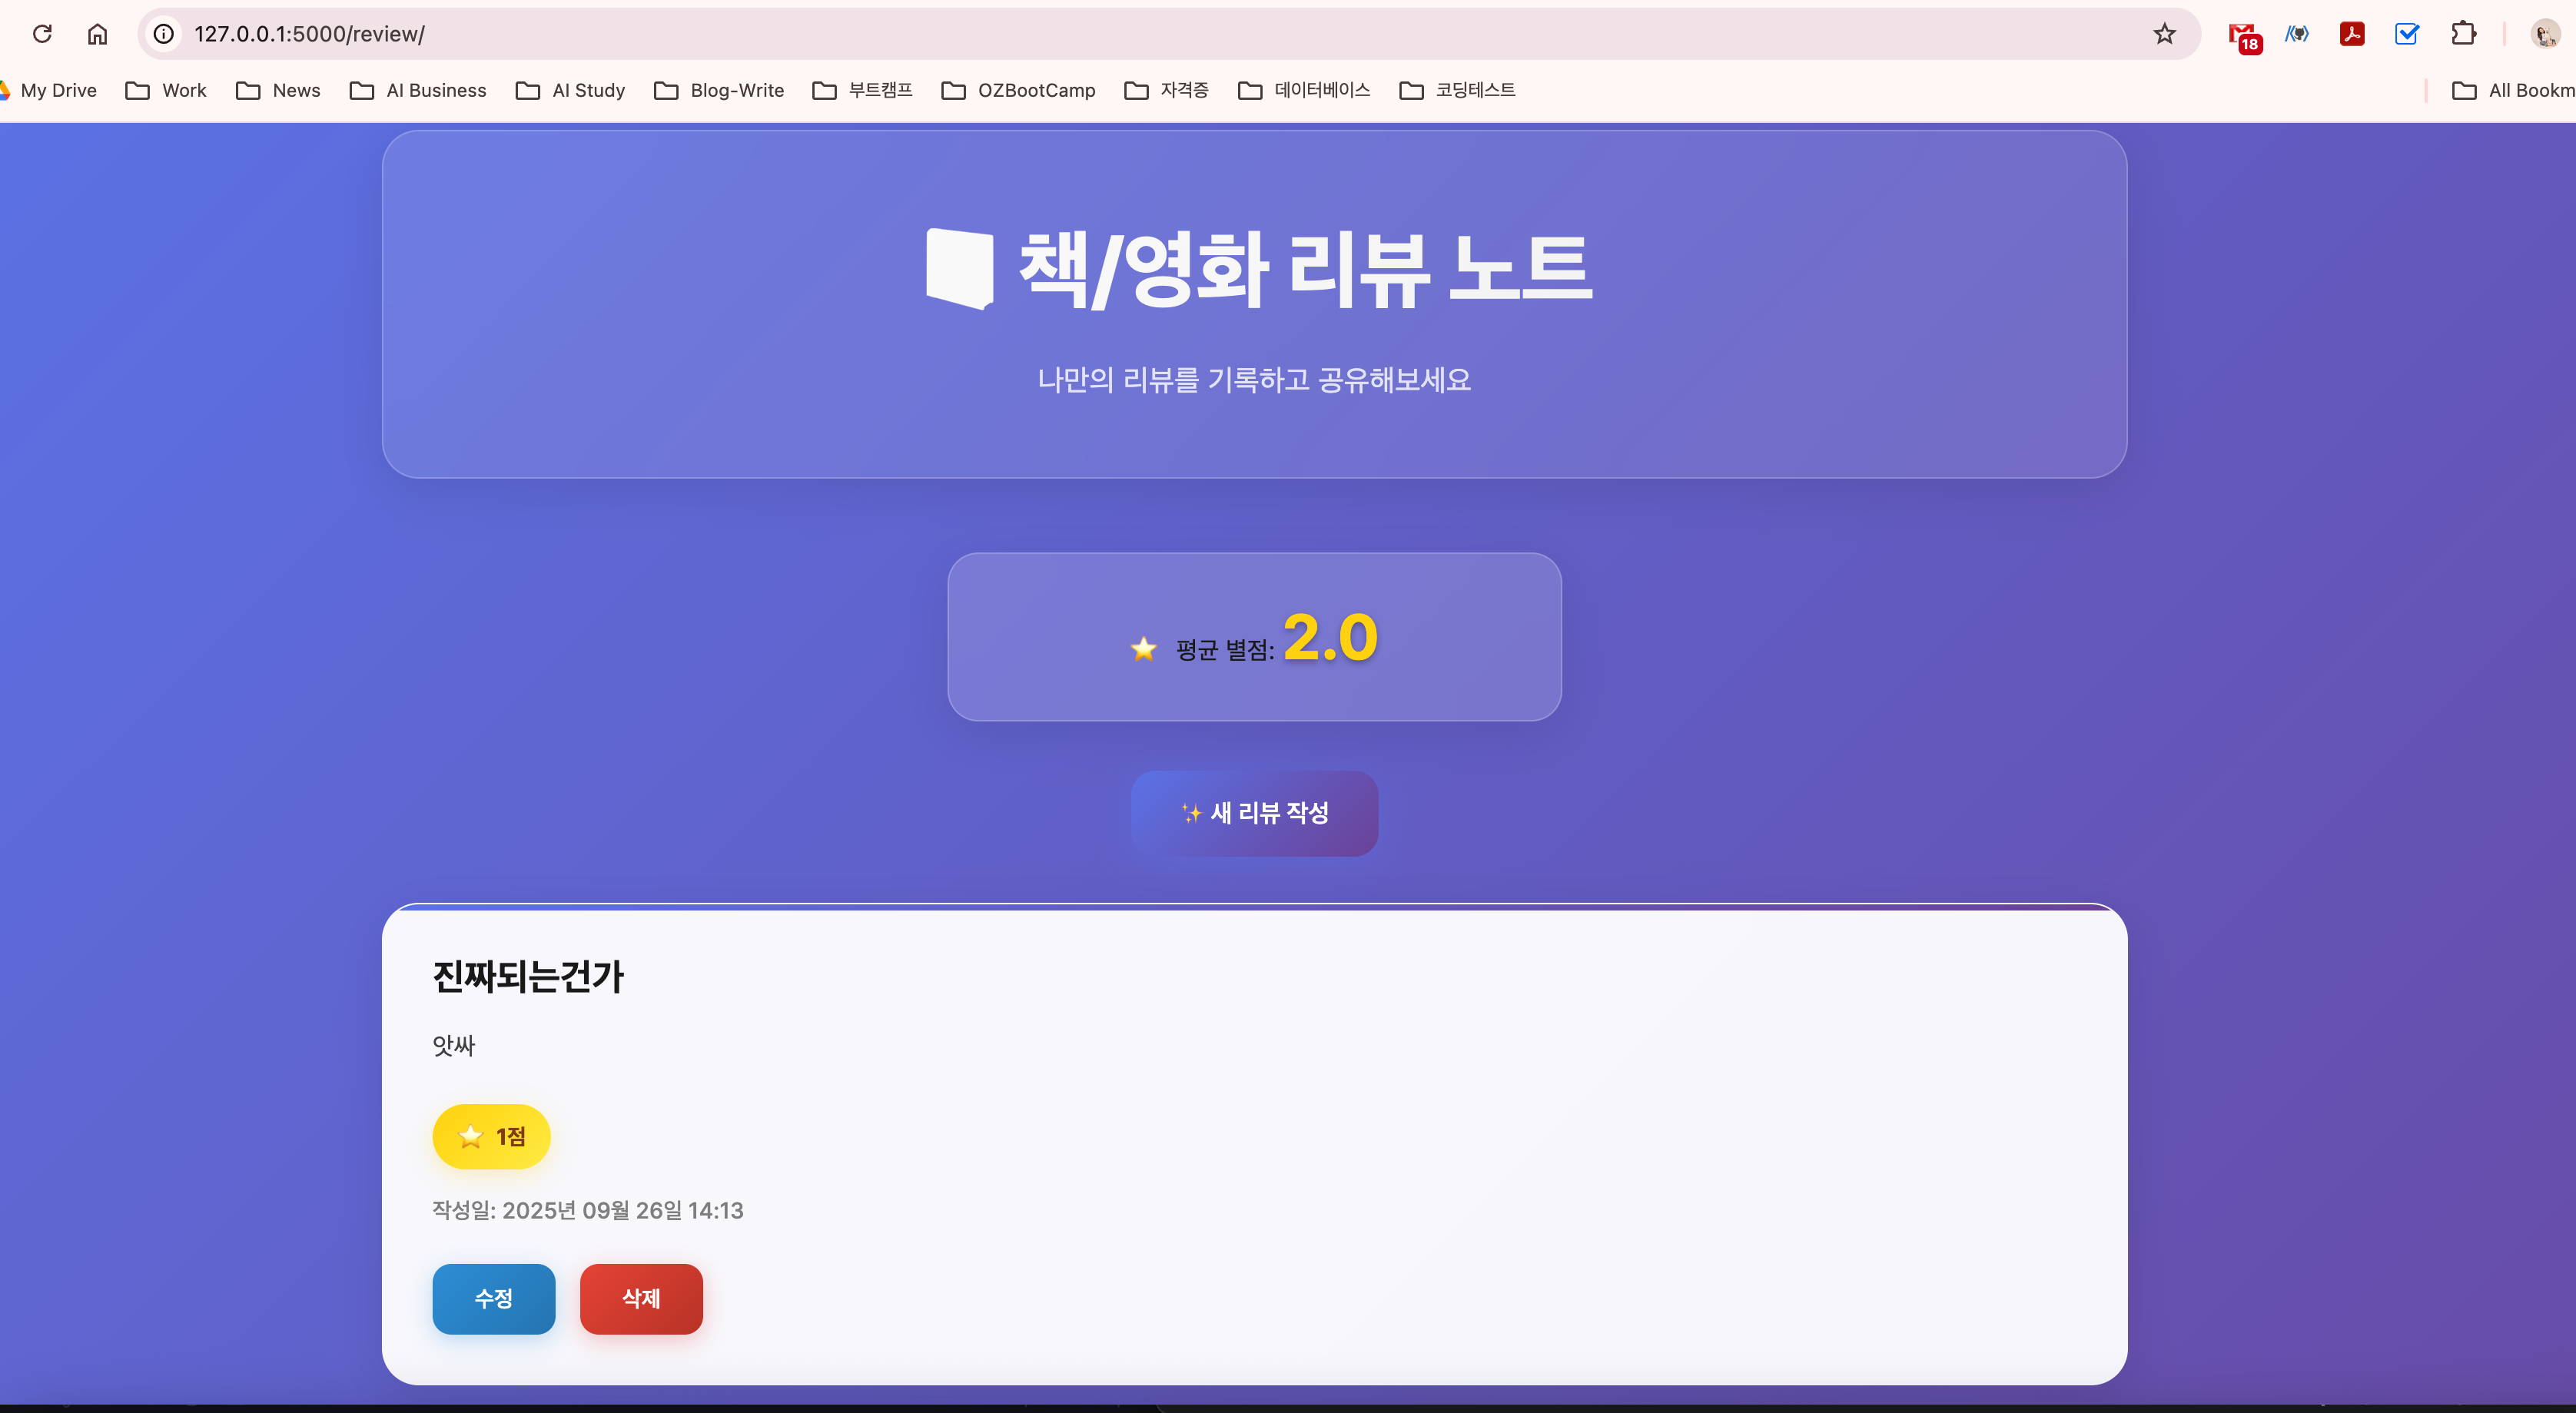 127.0.0.1:5000/review/
18
My Drive
Work
News
AI Business
AI Study
Blog-Write
부트캠프
OZBootCamp
자격증
데이터베이스
코딩테스트
All Bookm
책/영화 리뷰 노트
나만의 리뷰를 기록하고 공유해보세요
⭐ 평균 별점: 2.0
✨ 새 리뷰 작성
진짜되는건가
앗싸
⭐ 1점
작성일: 2025년 09월 26일 14:13
수정
삭제